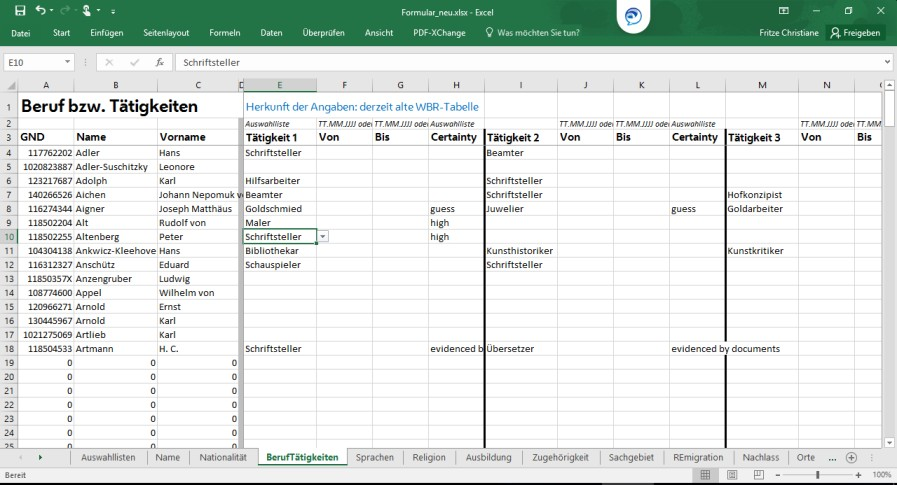 Formular_neu.xlsx - Excel
Datei Start Einfügen Seitenlayout Formeln Daten Überprüfen Ansicht PDF-XChange Was möchten Sie tun? Fritze Christiane Freigeben
E10 fx Schriftsteller
A B C D E F G H I J K L M N
1 Beruf bzw. Tätigkeiten Herkunft der Angaben: derzeit alte WBR-Tabelle
2 Auswahlliste TT.MM.JJJJ oder TT.MM.JJJJ oder Auswahlliste TT.MM.JJJJ oder TT.MM.JJJJ oder Auswahlliste TT.MM.JJJJ oder TT.MM
3 GND Name Vorname Tätigkeit 1 Von Bis Certainty Tätigkeit 2 Von Bis Certainty Tätigkeit 3 Von Bis
4 117762202 Adler Hans Schriftsteller Beamter
5 1020823887 Adler-Suschitzky Leonore
6 123217687 Adolph Karl Hilfsarbeiter Schriftsteller
7 140266526 Aichen Johann Nepomuk v Beamter Schriftsteller Hofkonzipist
8 116274344 Aigner Joseph Matthäus Goldschmied guess Juwelier guess Goldarbeiter
9 118502204 Alt Rudolf von Maler high
10 118502255 Altenberg Peter Schriftsteller high
11 104304138 Ankwicz-Kleehove Hans Bibliothekar Kunsthistoriker Kunstkritiker
12 116312327 Anschütz Eduard Schauspieler Schriftsteller
13 11850357X Anzengruber Ludwig
14 108774600 Appel Wilhelm von
15 120966271 Arnold Ernst
16 130445967 Arnold Karl
17 1021275069 Artlieb Karl
18 118504533 Artmann H. C. Schriftsteller evidenced b Übersetzer evidenced by documents
19 0 0 0
20 0 0 0
21 0 0 0
22 0 0 0
23 0 0 0
24 0 0 0
25 0 0 0
Auswahllisten Name Nationalität BerufTätigkeiten Sprachen Religion Ausbildung Zugehörigkeit Sachgebiet REmigration Nachlass Orte ...
Bereit 100%